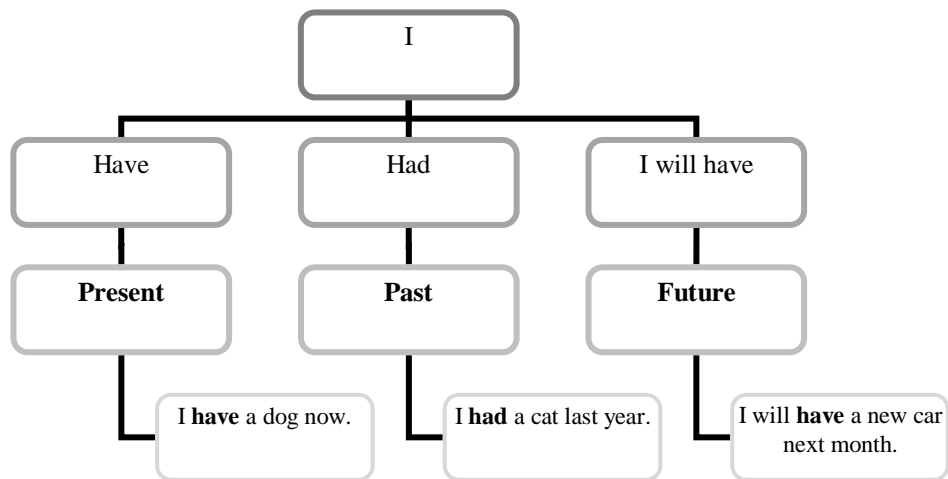 I
Have
Had
I will have
Present
Past
Future
I have a dog now.
I had a cat last year.
I will have a new car
next month.